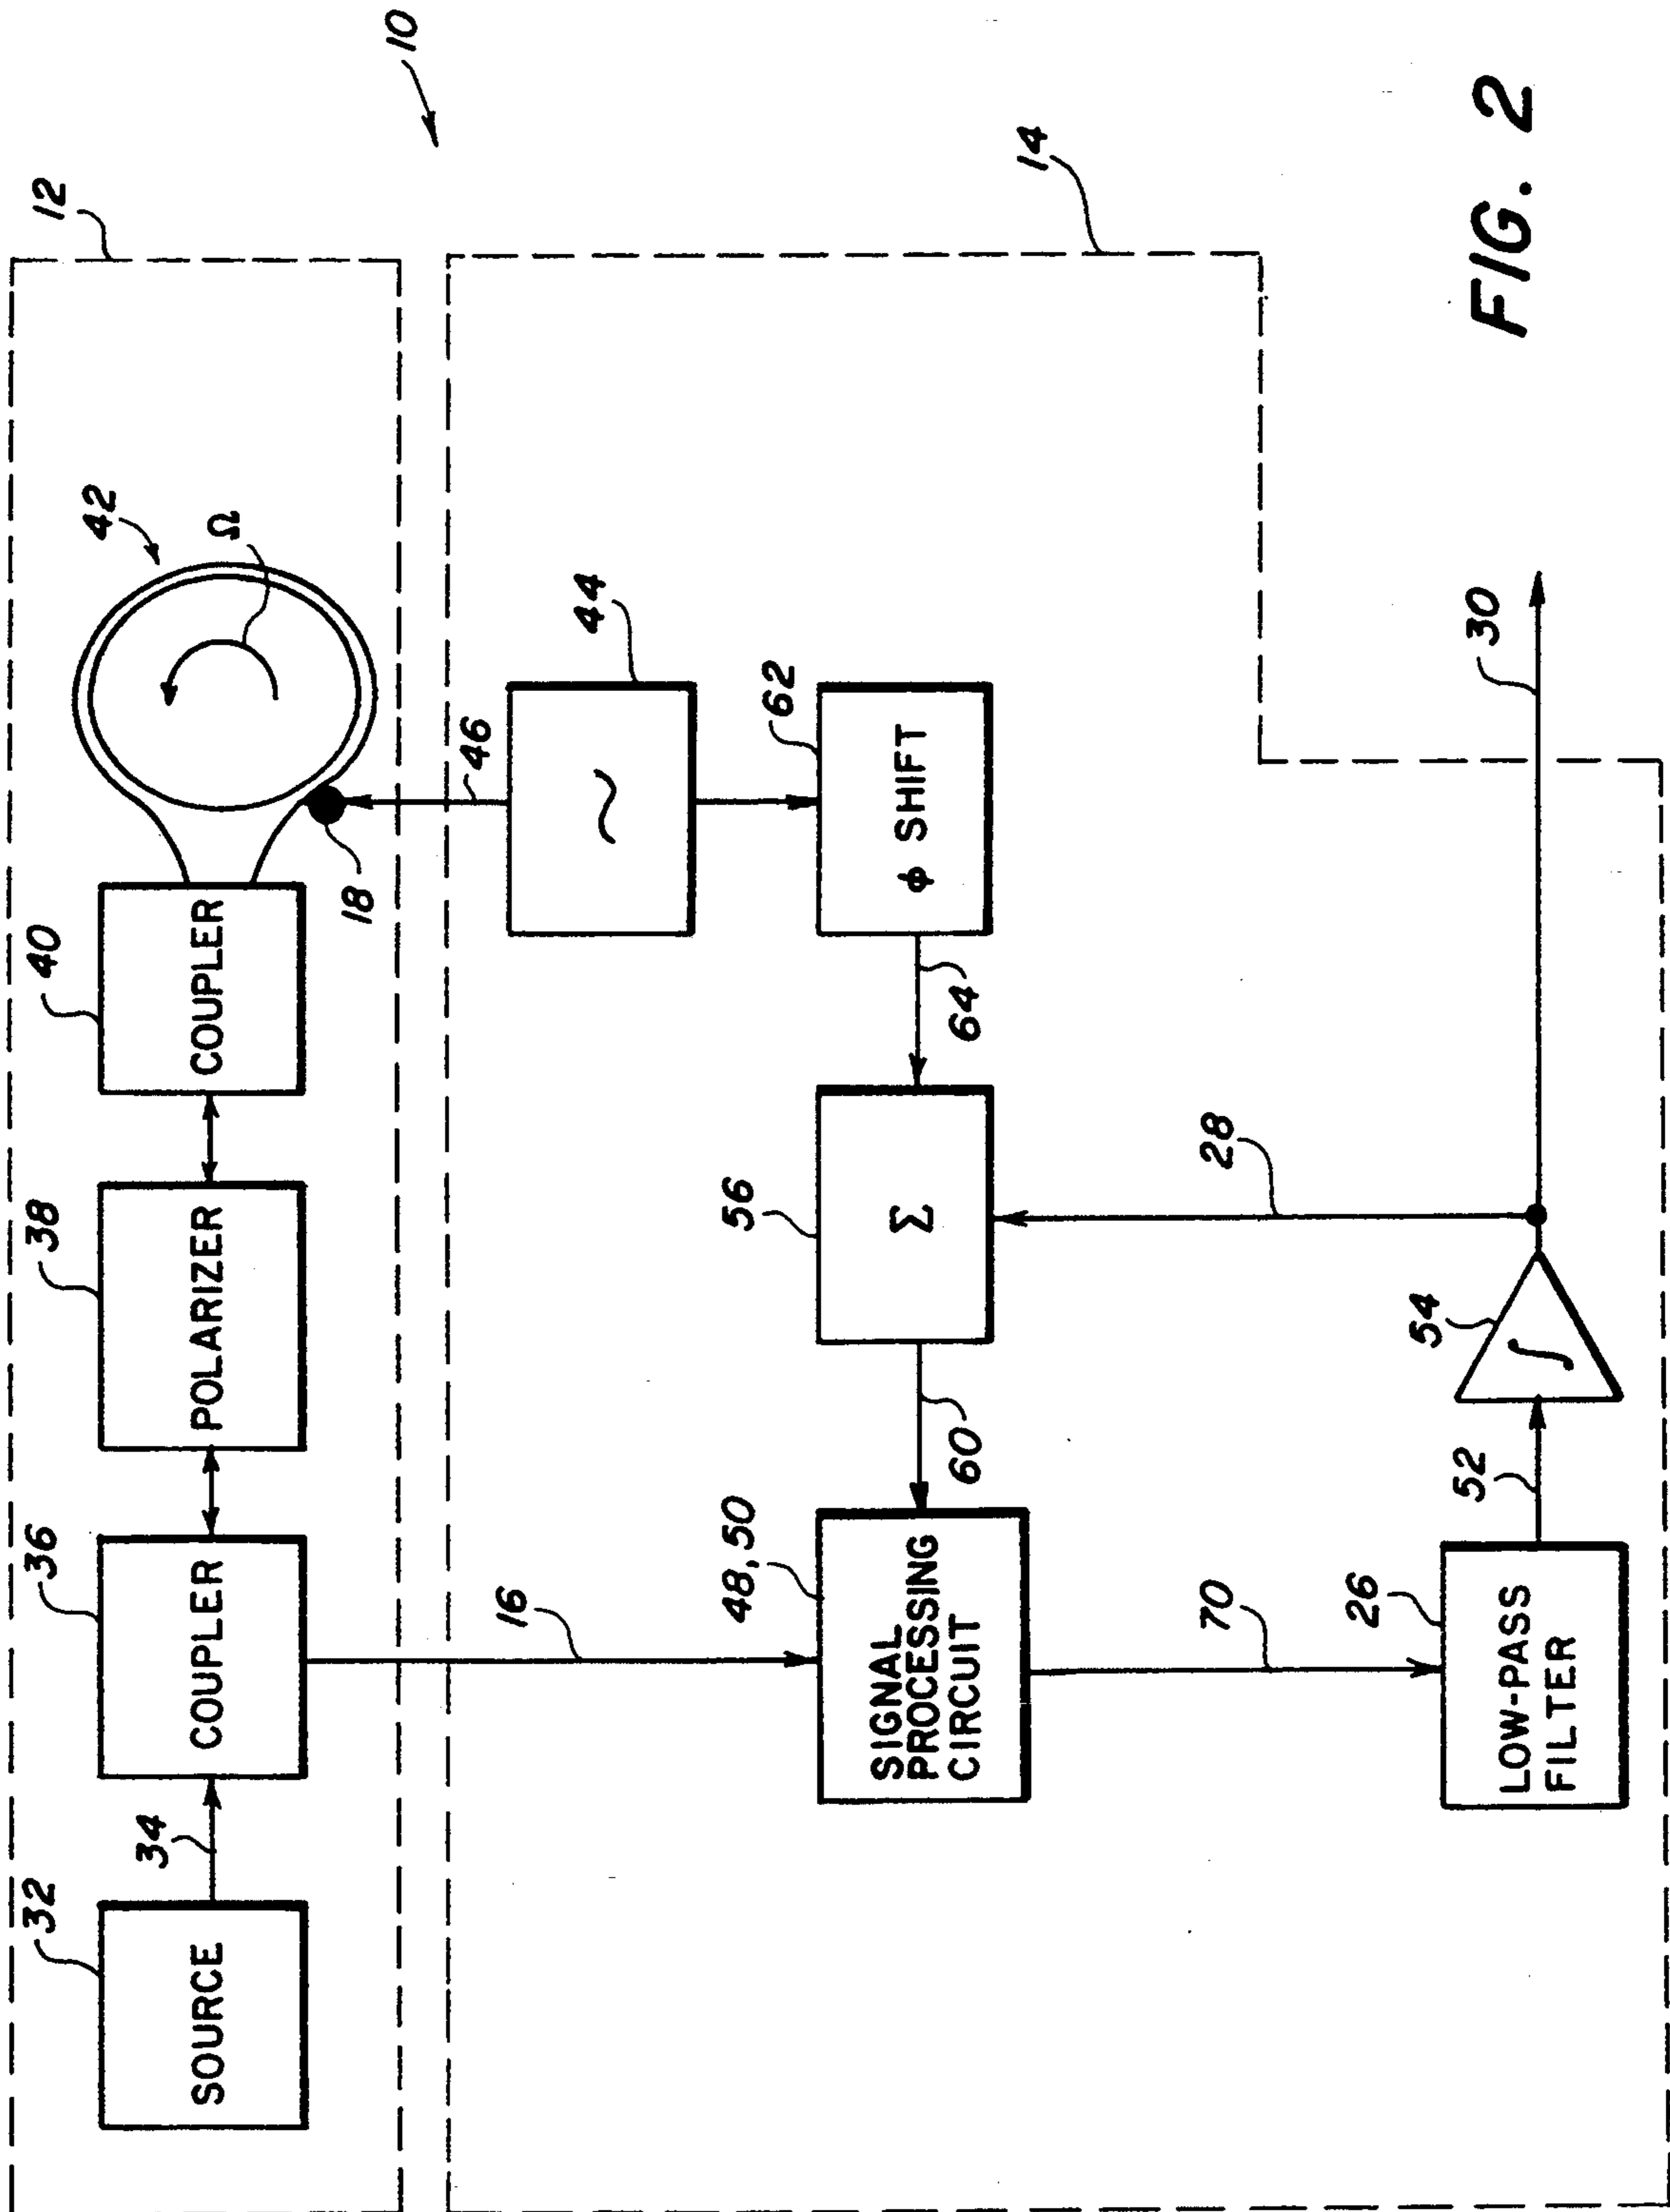 10
12
32
34
36
38
40
42
Ω
SOURCE
COUPLER
POLARIZER
COUPLER
18
14
16
46
44
~
48, 50
56
62
SIGNAL
PROCESSING
CIRCUIT
Σ
ϕ SHIFT
60
64
70
28
26
52
54
30
LOW-PASS
FILTER
∫
FIG. 2